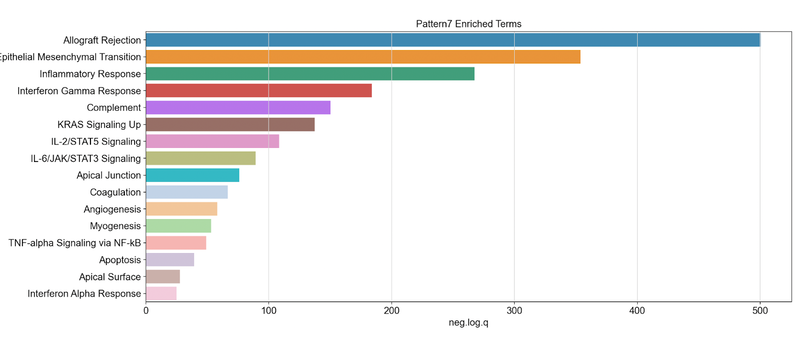 Pattern7 Enriched Terms
Allograft Rejection
Epithelial Mesenchymal Transition
Inflammatory Response
Interferon Gamma Response
Complement
KRAS Signaling Up
IL-2/STAT5 Signaling
IL-6/JAK/STAT3 Signaling
Apical Junction
Coagulation
Angiogenesis
Myogenesis
TNF-alpha Signaling via NF-kB
Apoptosis
Apical Surface
Interferon Alpha Response
0 100 200 300 400 500
neg.log.q